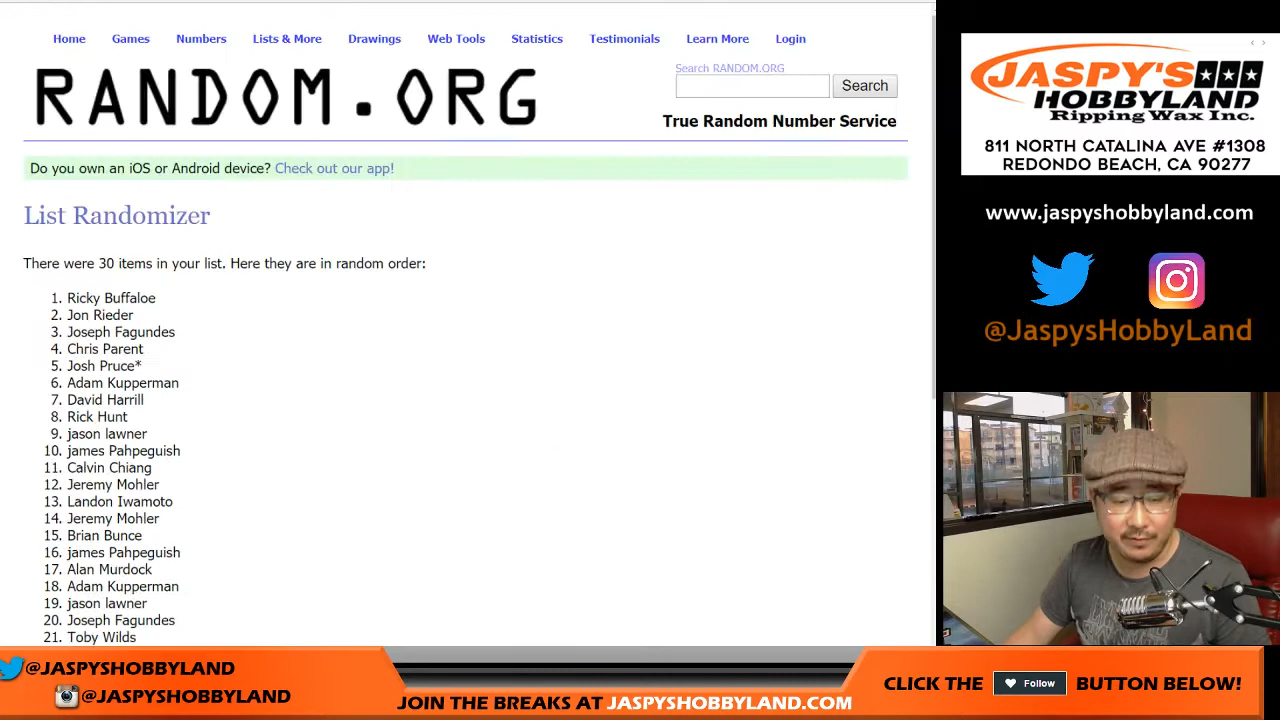 Home Games Numbers Lists & More Drawings Web Tools Statistics Testimonials Learn More Login
RANDOM.ORG
Search RANDOM.ORG
Search
True Random Number Service
Do you own an iOS or Android device? Check out our app!
List Randomizer
There were 30 items in your list. Here they are in random order:
1. Ricky Buffaloe
2. Jon Rieder
3. Joseph Fagundes
4. Chris Parent
5. Josh Pruce*
6. Adam Kupperman
7. David Harrill
8. Rick Hunt
9. jason lawner
10. james Pahpeguish
11. Calvin Chiang
12. Jeremy Mohler
13. Landon Iwamoto
14. Jeremy Mohler
15. Brian Bunce
16. james Pahpeguish
17. Alan Murdock
18. Adam Kupperman
19. jason lawner
20. Joseph Fagundes
21. Toby Wilds
JASPY'S
HOBBYLAND
Ripping Wax Inc.
811 NORTH CATALINA AVE #1308
REDONDO BEACH, CA 90277
www.jaspyshobbyland.com
@JaspysHobbyLand
@JASPYSHOBBYLAND
@JASPYSHOBBYLAND
JOIN THE BREAKS AT JASPYSHOBBYLAND.COM
CLICK THE Follow BUTTON BELOW!